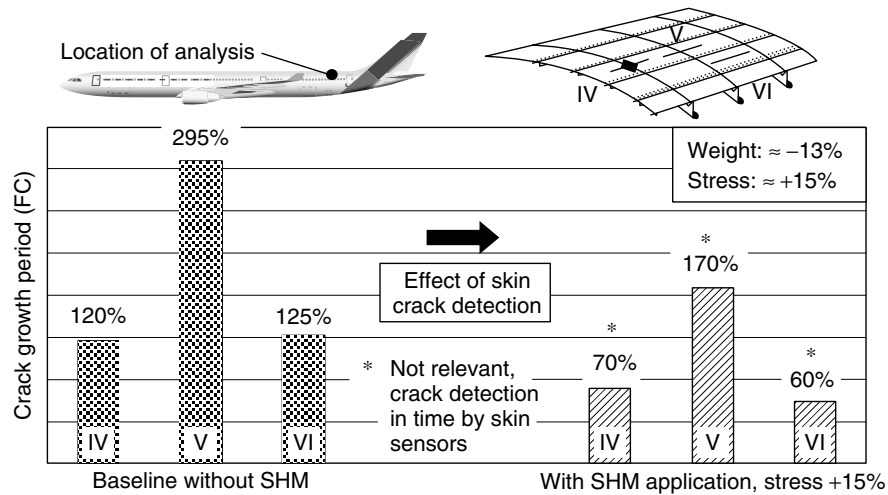 Location of analysis
V
IV
VI
Weight: ≈ −13%
Stress: ≈ +15%
Crack growth period (FC)
120%
295%
125%
Effect of skin
crack detection
* Not relevant,
crack detection
in time by skin
sensors
*
70%
*
170%
*
60%
IV
V
VI
IV
V
VI
Baseline without SHM
With SHM application, stress +15%